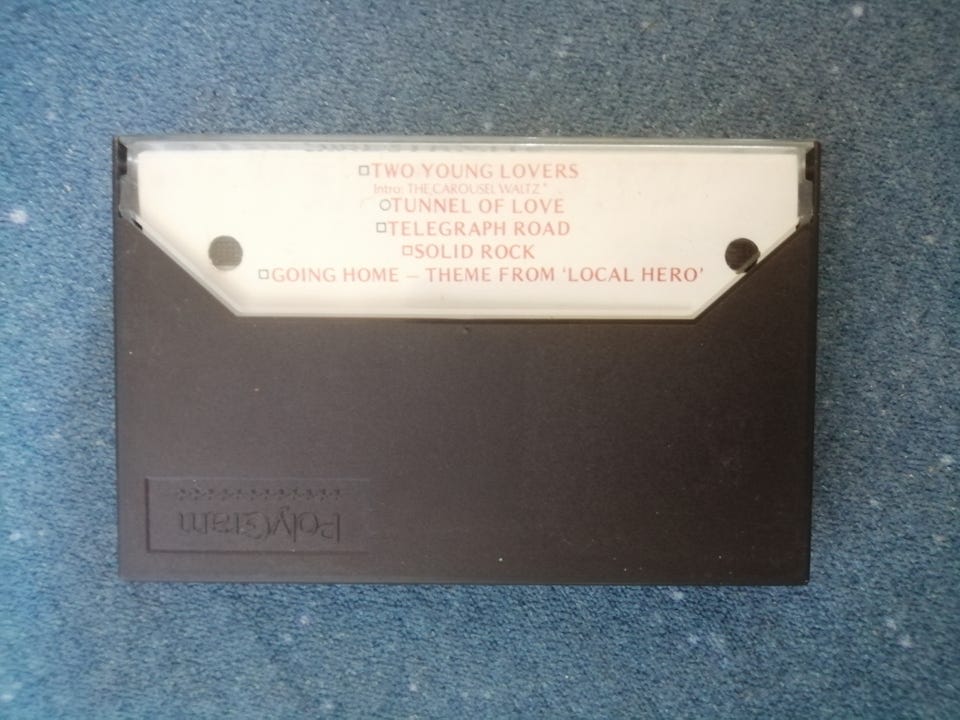 □TWO YOUNG LOVERS
Intro: THE CAROUSEL WALTZ*
○TUNNEL OF LOVE
□TELEGRAPH ROAD
□SOLID ROCK
□GOING HOME – THEME FROM ‘LOCAL HERO’
PolyGram